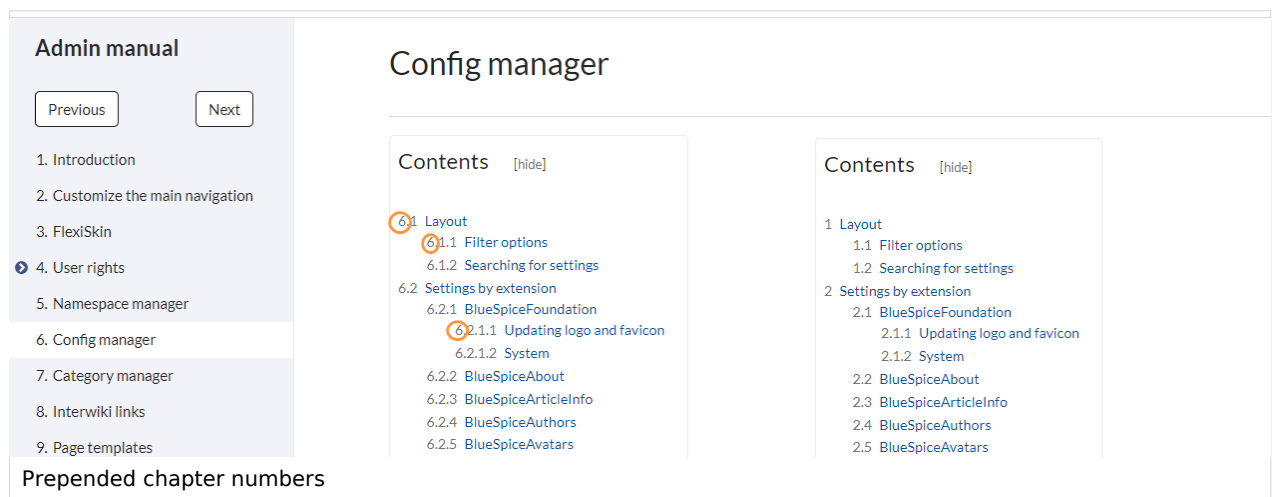 Admin manual
Previous
Next
1. Introduction
2. Customize the main navigation
3. FlexiSkin
4. User rights
5. Namespace manager
6. Config manager
7. Category manager
8. Interwiki links
9. Page templates
Config manager
Contents [hide]
6.1 Layout
6.1.1 Filter options
6.1.2 Searching for settings
6.2 Settings by extension
6.2.1 BlueSpiceFoundation
6.2.1.1 Updating logo and favicon
6.2.1.2 System
6.2.2 BlueSpiceAbout
6.2.3 BlueSpiceArticleInfo
6.2.4 BlueSpiceAuthors
6.2.5 BlueSpiceAvatars
Contents [hide]
1 Layout
1.1 Filter options
1.2 Searching for settings
2 Settings by extension
2.1 BlueSpiceFoundation
2.1.1 Updating logo and favicon
2.1.2 System
2.2 BlueSpiceAbout
2.3 BlueSpiceArticleInfo
2.4 BlueSpiceAuthors
2.5 BlueSpiceAvatars
Prepended chapter numbers